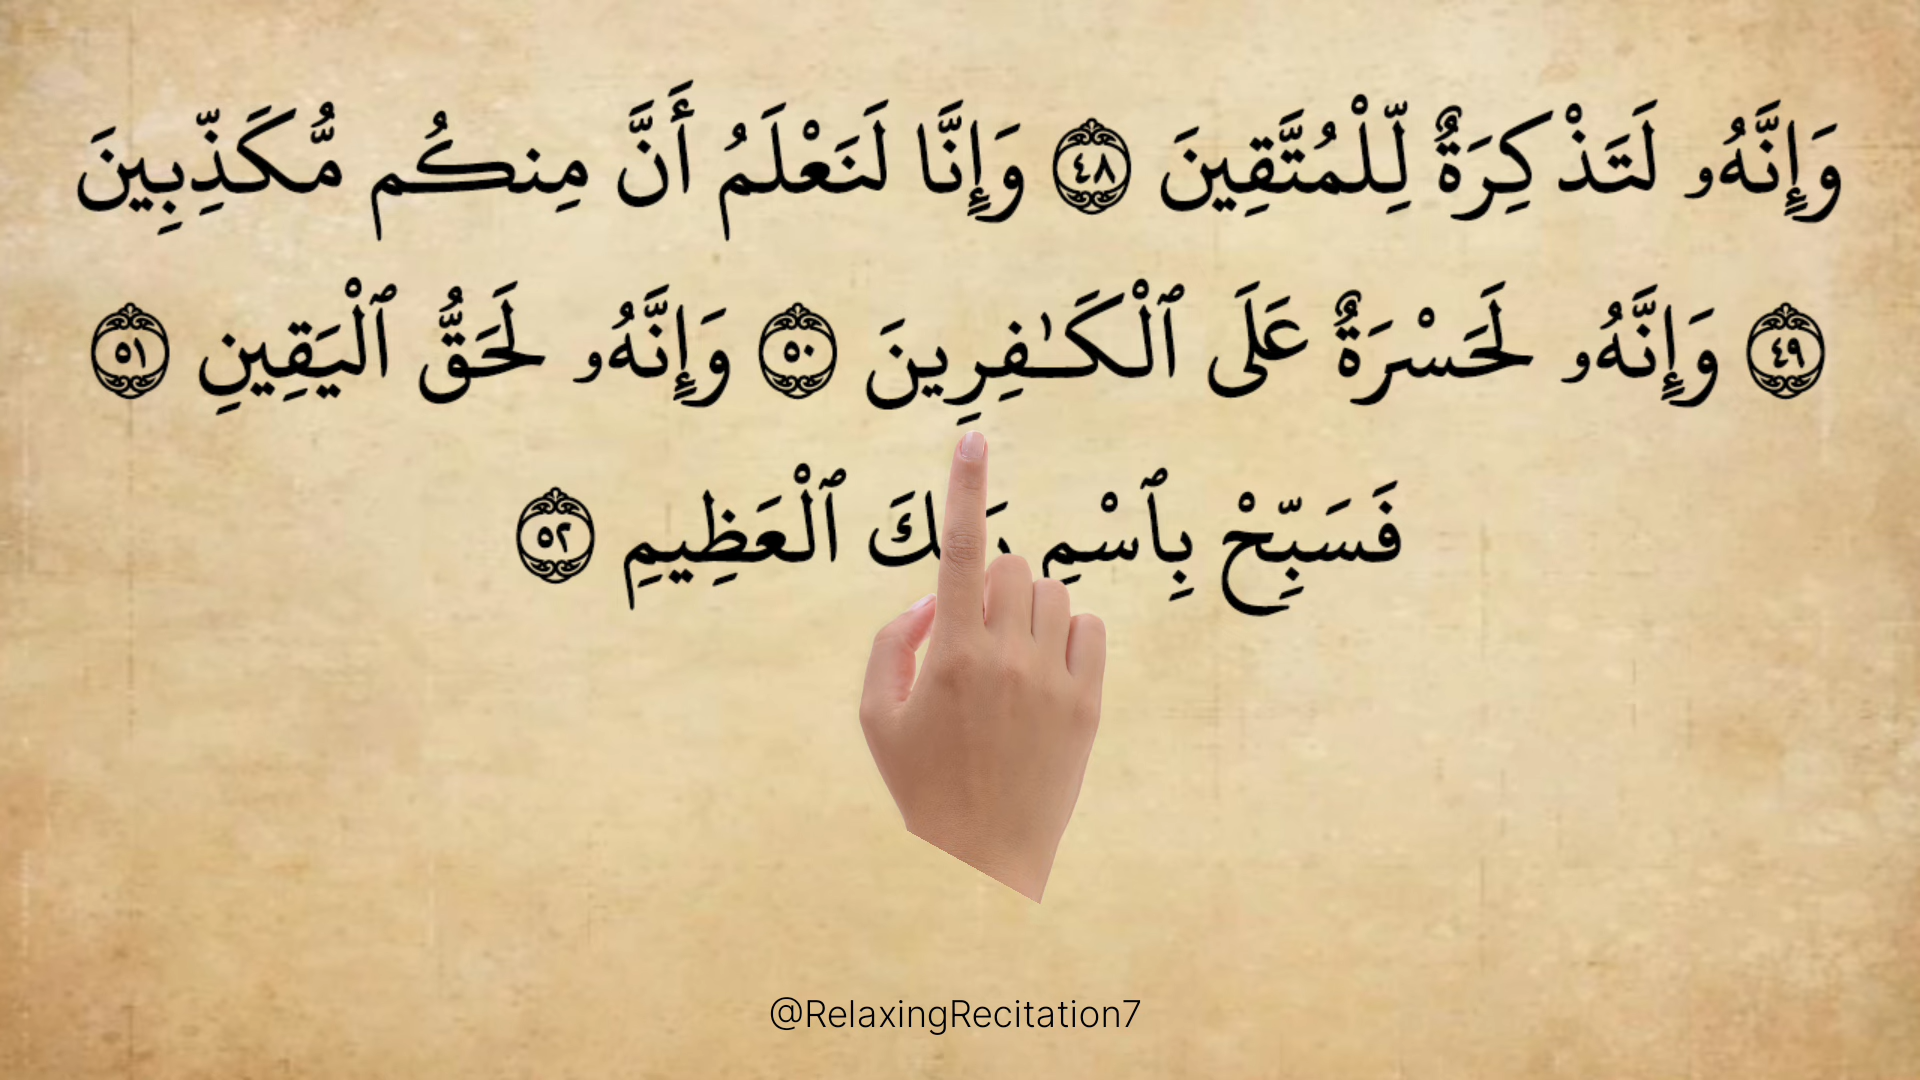 وَإِنَّهُۥ لَتَذْكِرَةٌ لِّلْمُتَّقِينَ ٤٨ وَإِنَّا لَنَعْلَمُ أَنَّ مِنكُم مُّكَذِّبِينَ
٤٩ وَإِنَّهُۥ لَحَسْرَةٌ عَلَى ٱلْكَـٰفِرِينَ ٥٠ وَإِنَّهُۥ لَحَقُّ ٱلْيَقِينِ ٥١
فَسَبِّحْ بِٱسْمِ ٱلْعَظِيمِ ٥٢
@RelaxingRecitation7